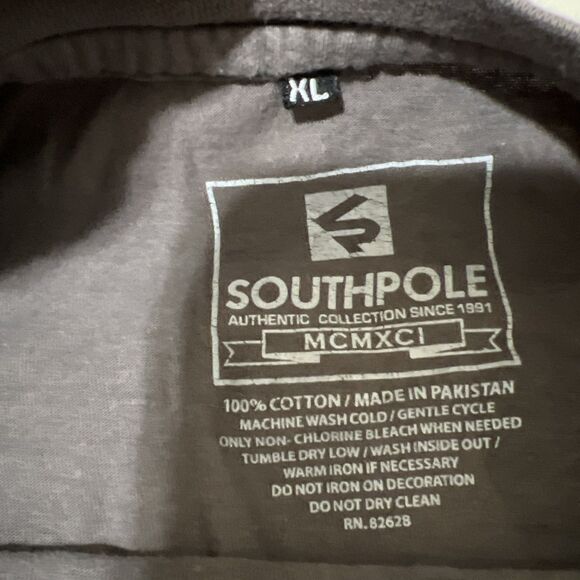 XL
SOUTHPOLE
AUTHENTIC COLLECTION SINCE 1991
MCMXCI
100% COTTON / MADE IN PAKISTAN
MACHINE WASH COLD / GENTLE CYCLE
ONLY NON- CHLORINE BLEACH WHEN NEEDED
TUMBLE DRY LOW / WASH INSIDE OUT /
WARM IRON IF NECESSARY
DO NOT IRON ON DECORATION
DO NOT DRY CLEAN
RN. 82628